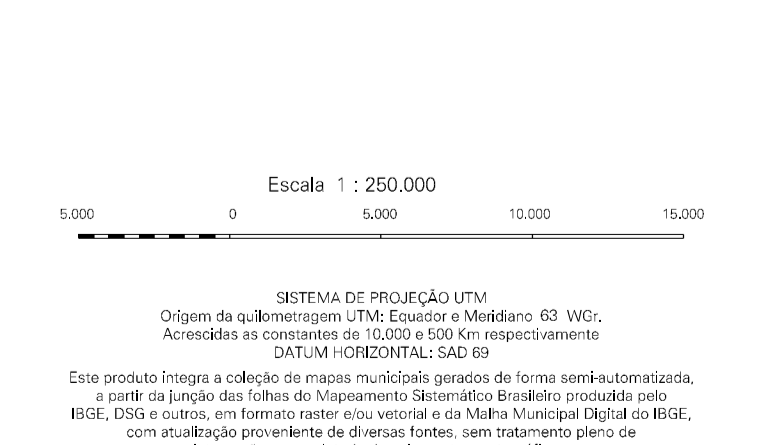 Escala 1 : 250.000
5.000 0 5.000 10.000 15.000
SISTEMA DE PROJEÇÃO UTM
Origem da quilometragem UTM: Equador e Meridiano 63 WGr.
Acrescidas as constantes de 10.000 e 500 Km respectivamente
DATUM HORIZONTAL: SAD 69
Este produto integra a coleção de mapas municipais gerados de forma semi-automatizada,
a partir da junção das folhas do Mapeamento Sistemático Brasileiro produzida pelo
IBGE, DSG e outros, em formato raster e/ou vetorial e da Malha Municipal Digital do IBGE,
com atualização proveniente de diversas fontes, sem tratamento pleno de